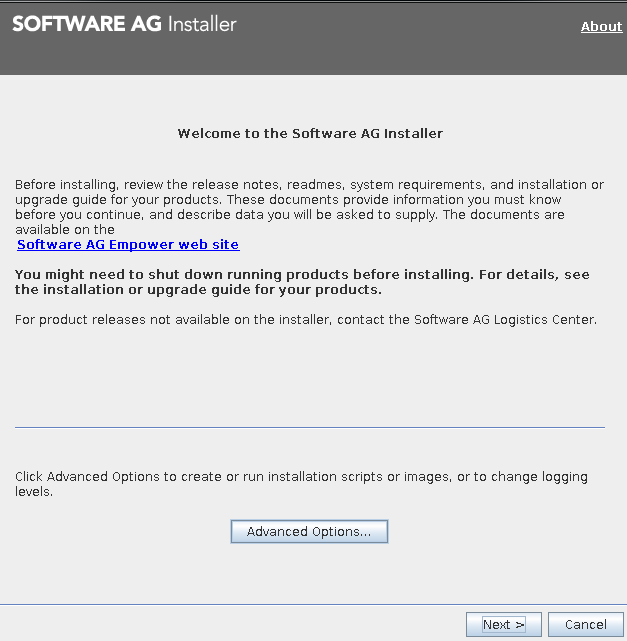 SOFTWARE AG Installer
About
Welcome to the Software AG Installer
Before installing, review the release notes, readmes, system requirements, and installation or
upgrade guide for your products. These documents provide information you must know
before you continue, and describe data you will be asked to supply. The documents are
available on the
Software AG Empower web site
You might need to shut down running products before installing. For details, see
the installation or upgrade guide for your products.
For product releases not available on the installer, contact the Software AG Logistics Center.
Click Advanced Options to create or run installation scripts or images, or to change logging
levels.
Advanced Options...
Next >
Cancel